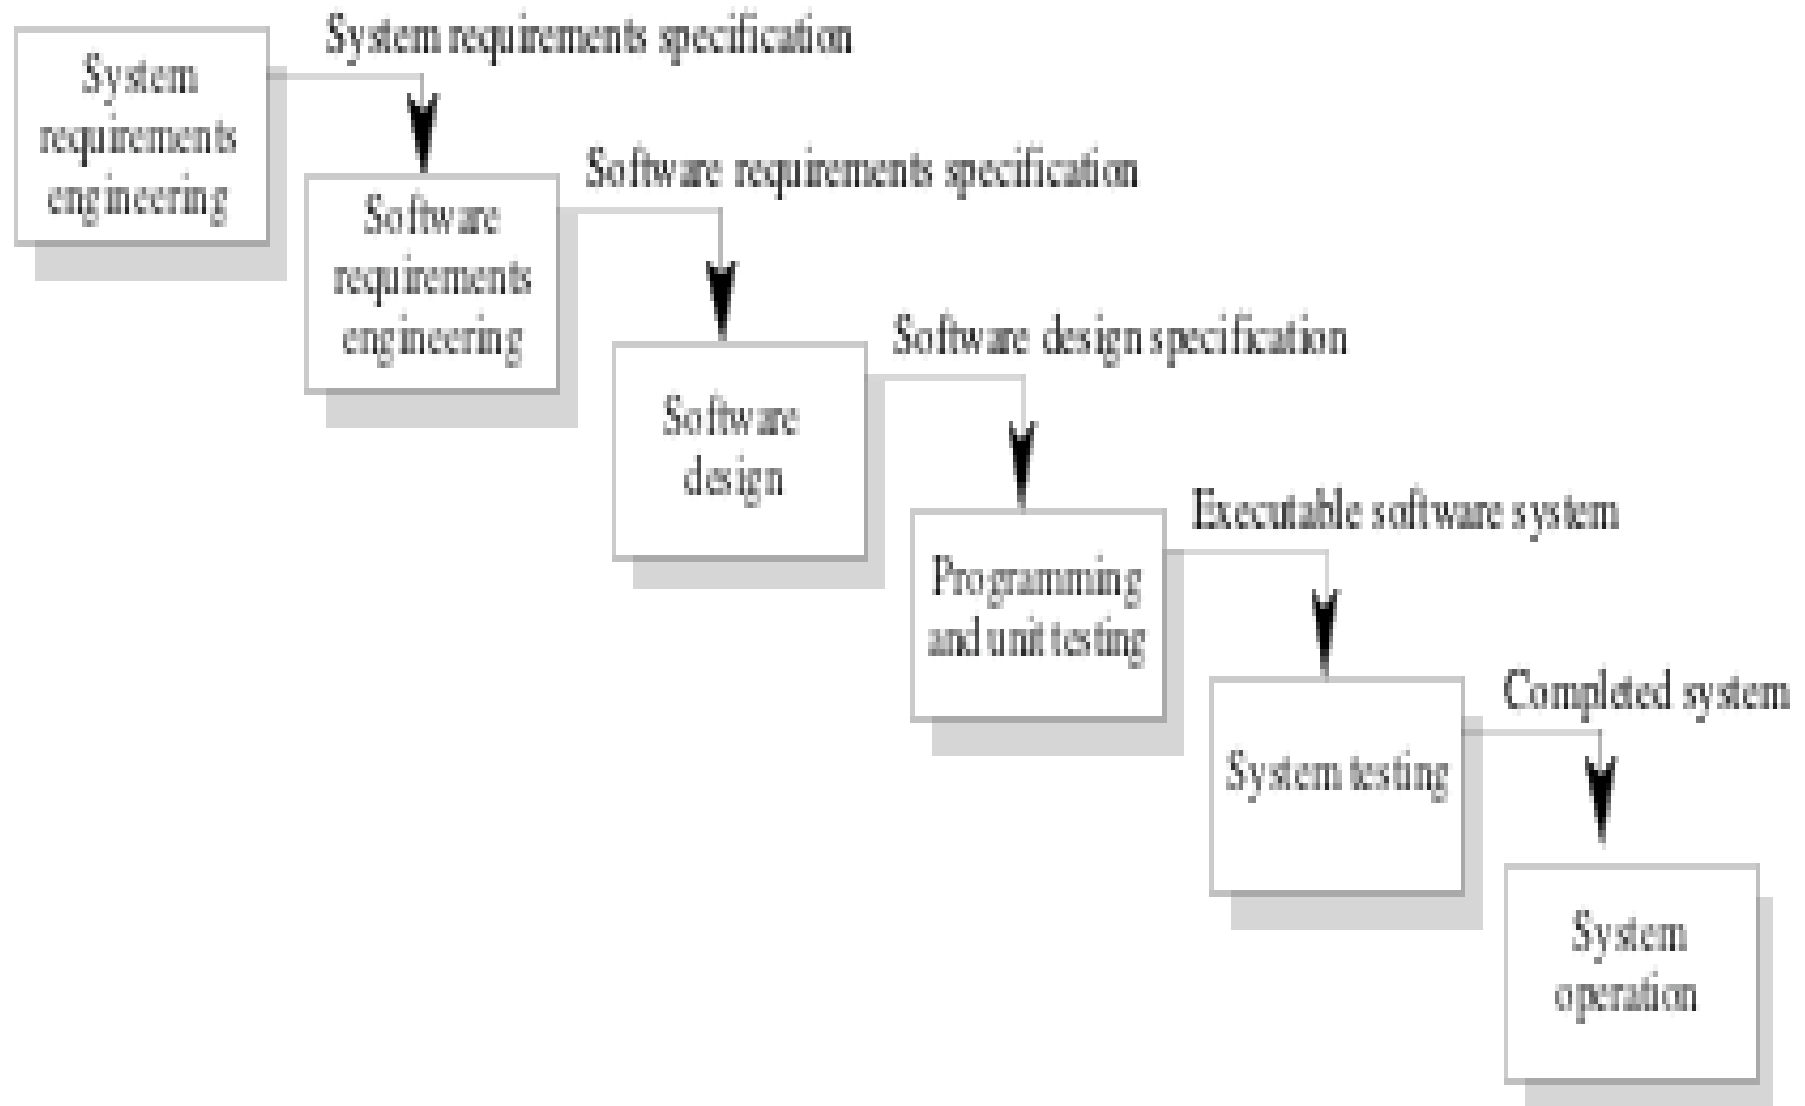 System requirements specification
System
requirements
engineering
Software requirements specification
Software
requirements
engineering
Software design specification
Software
design
Executable software system
Programming
and unit testing
Completed system
System testing
System
operation